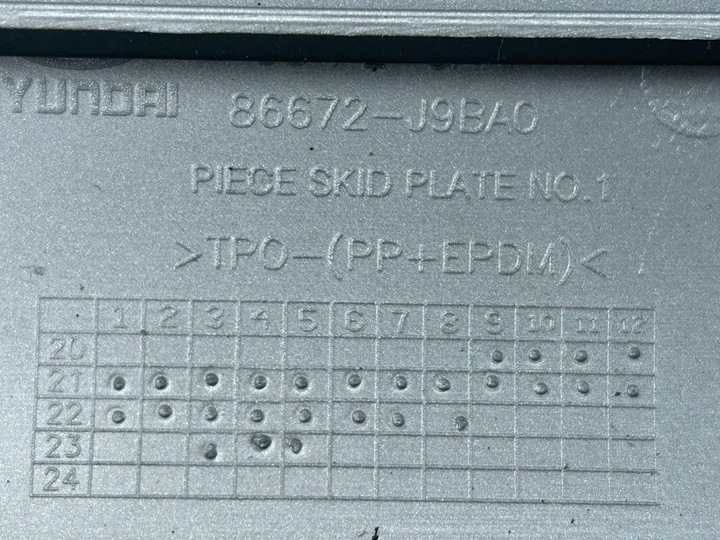 YUNDAI
86672-J9BA0
PIECE SKID PLATE NO.1
>TPO-(PP+EPDM)<
1 2 3 4 5 6 7 8 9 10 11 12
20
21
22
23
24